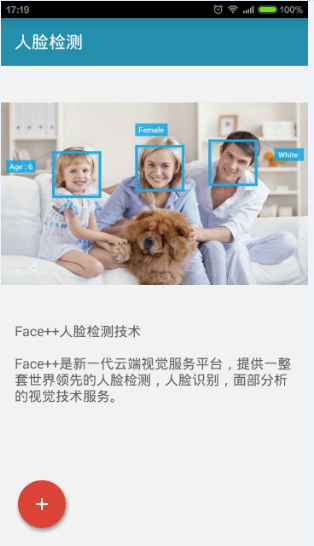 17:19
100%
人脸检测
Female
White
Age : 6
Face++人脸检测技术
Face++是新一代云端视觉服务平台，提供一整
套世界领先的人脸检测，人脸识别，面部分析
的视觉技术服务。
+